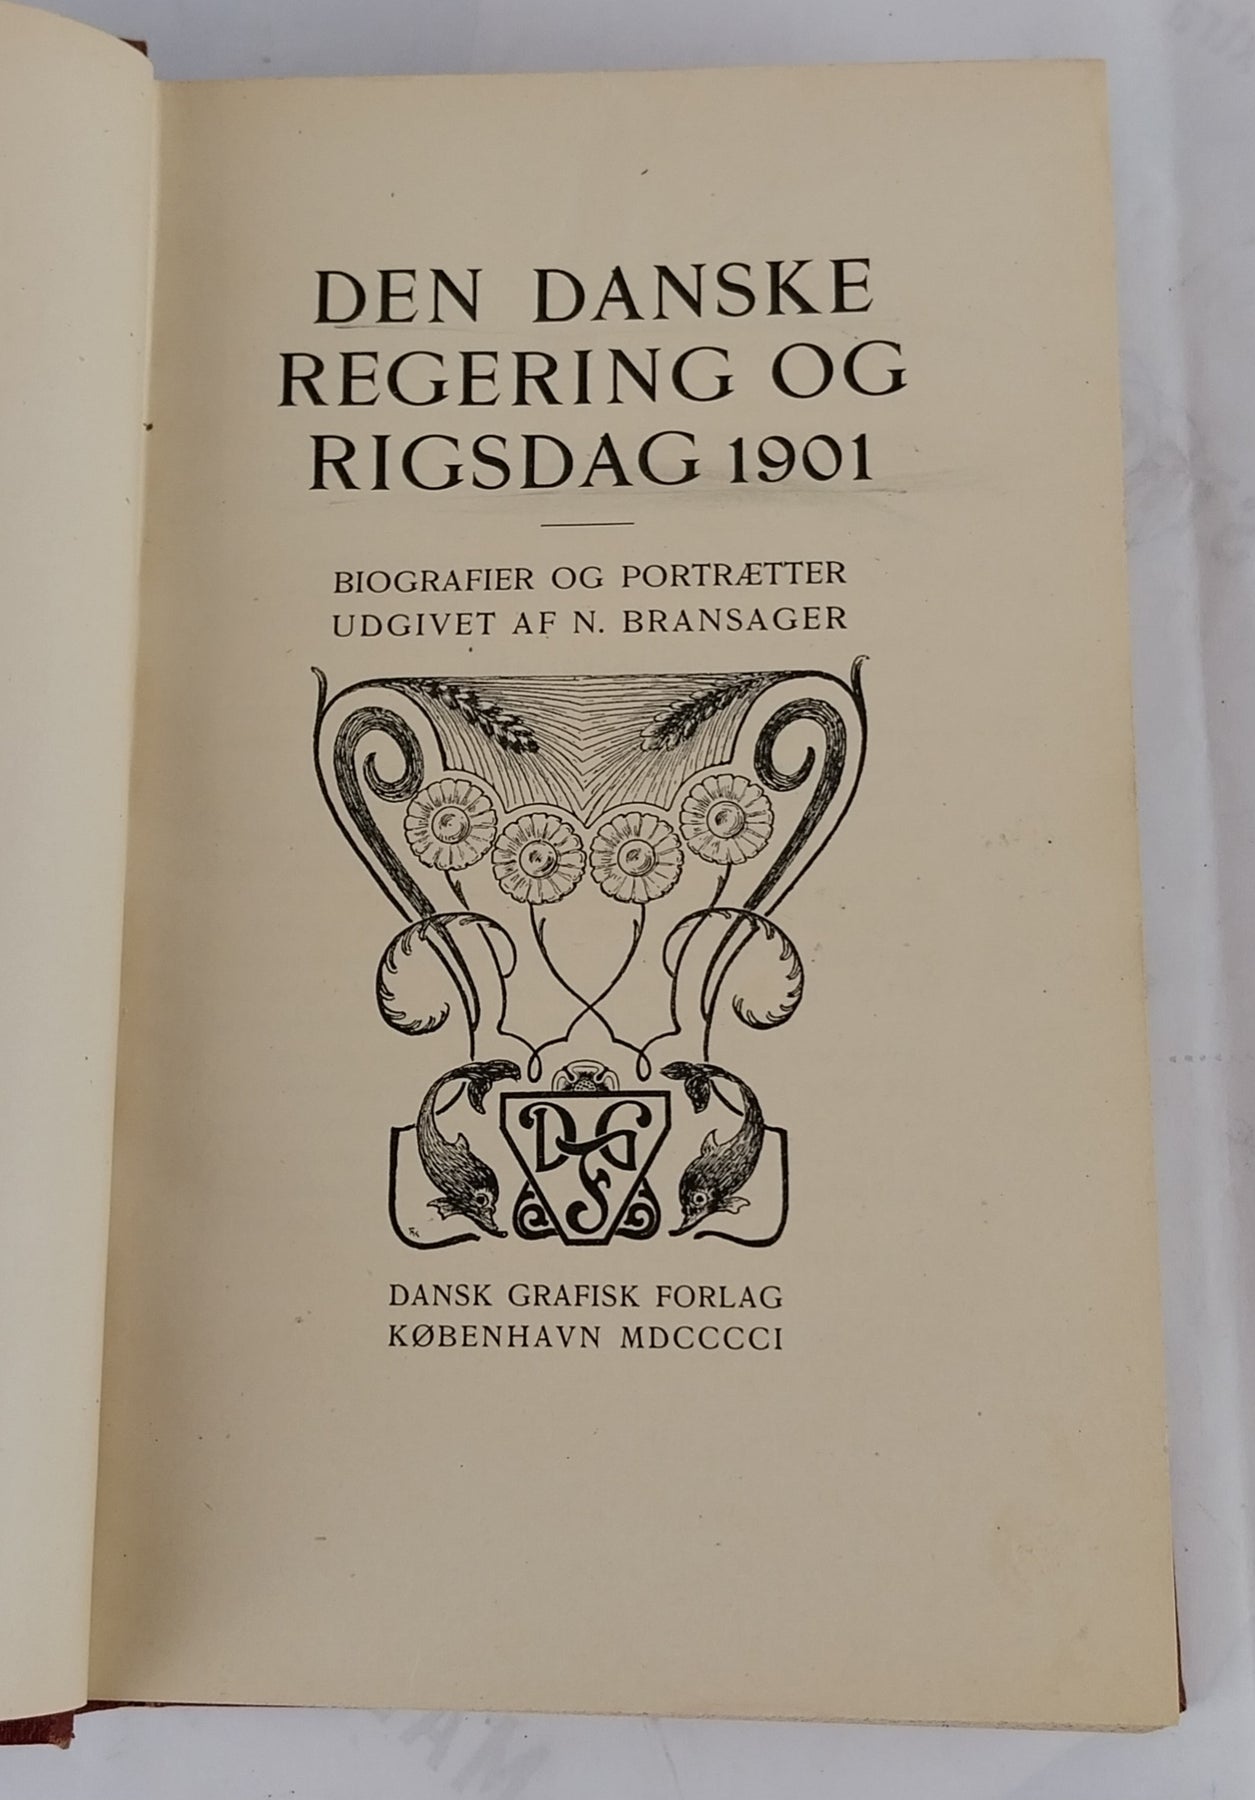 DEN DANSKE
REGERING OG
RIGSDAG 1901
BIOGRAFIER OG PORTRÆTTER
UDGIVET AF N. BRANSAGER
DGF
DANSK GRAFISK FORLAG
KØBENHAVN MDCCCCI